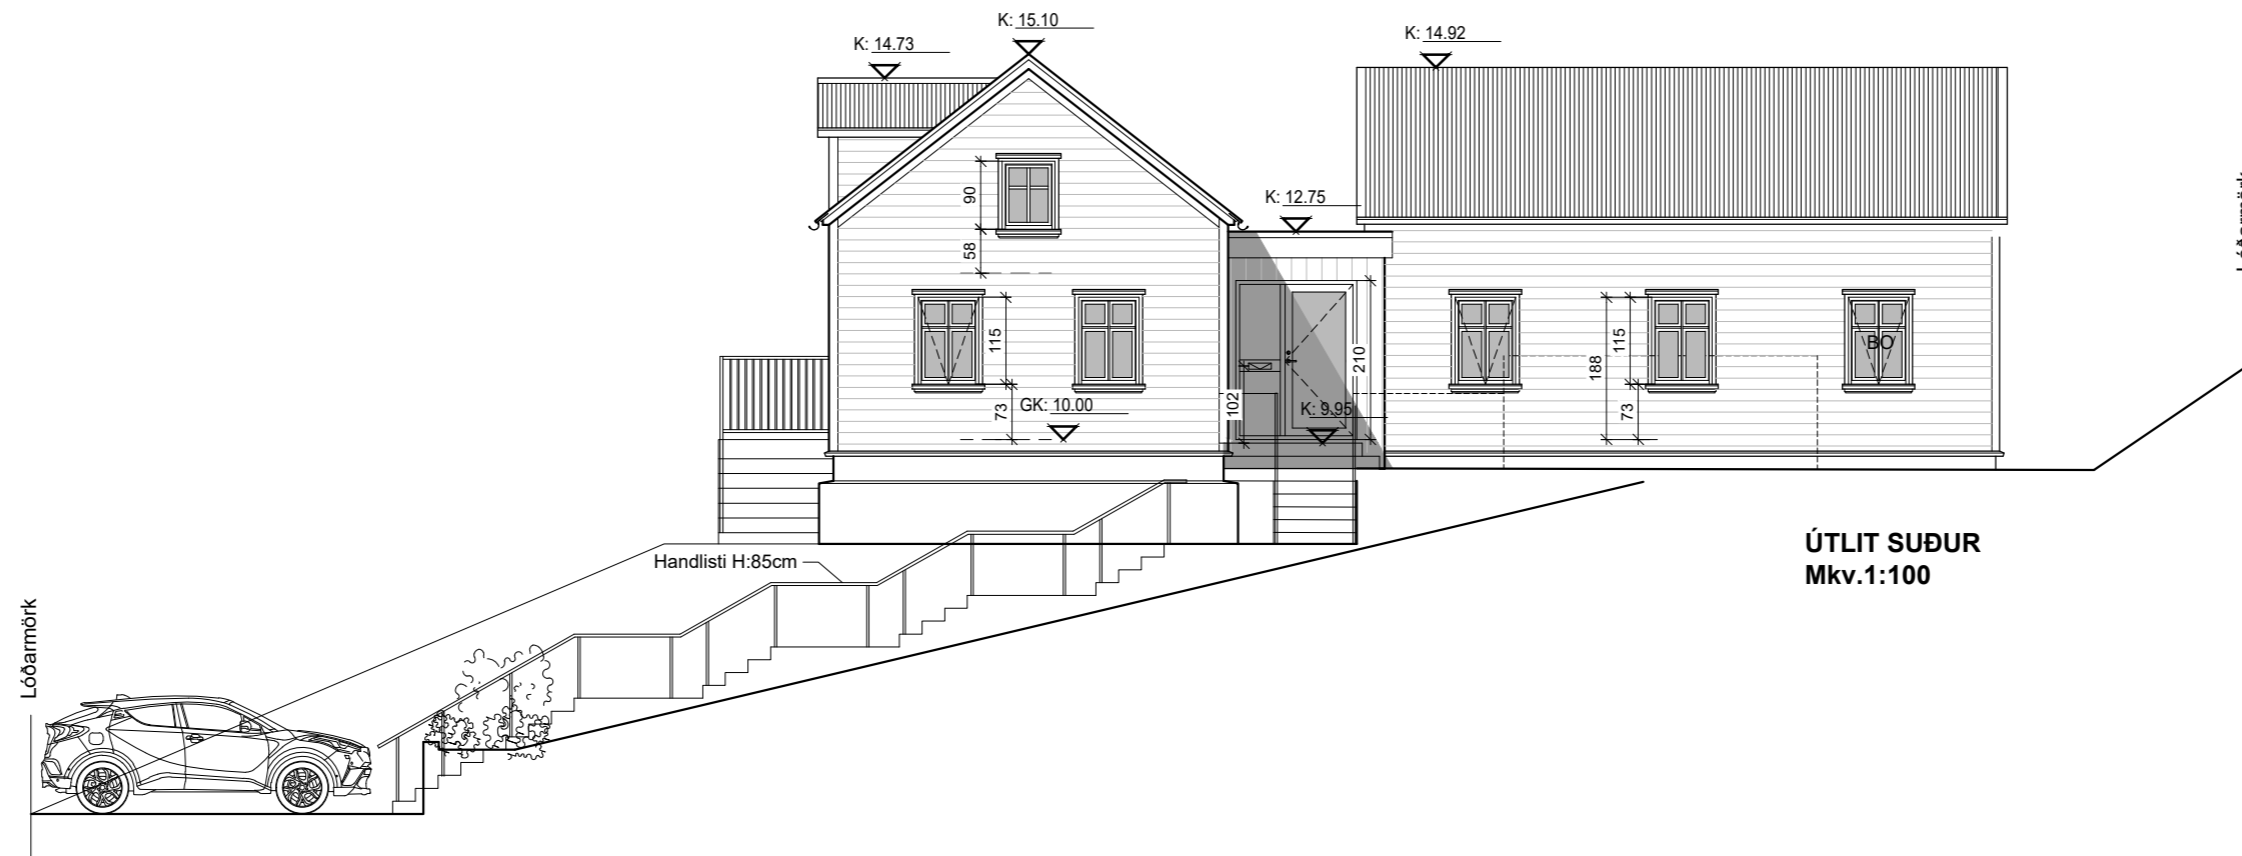 K: 15.10
K: 14.73
K: 14.92
K: 12.75
90
58
115
73
GK: 10.00
102
210
K: 9.95
188
115
73
BO
ÚTLIT SUÐUR
Mkv.1:100
Handlisti H:85cm
Lóðarmörk